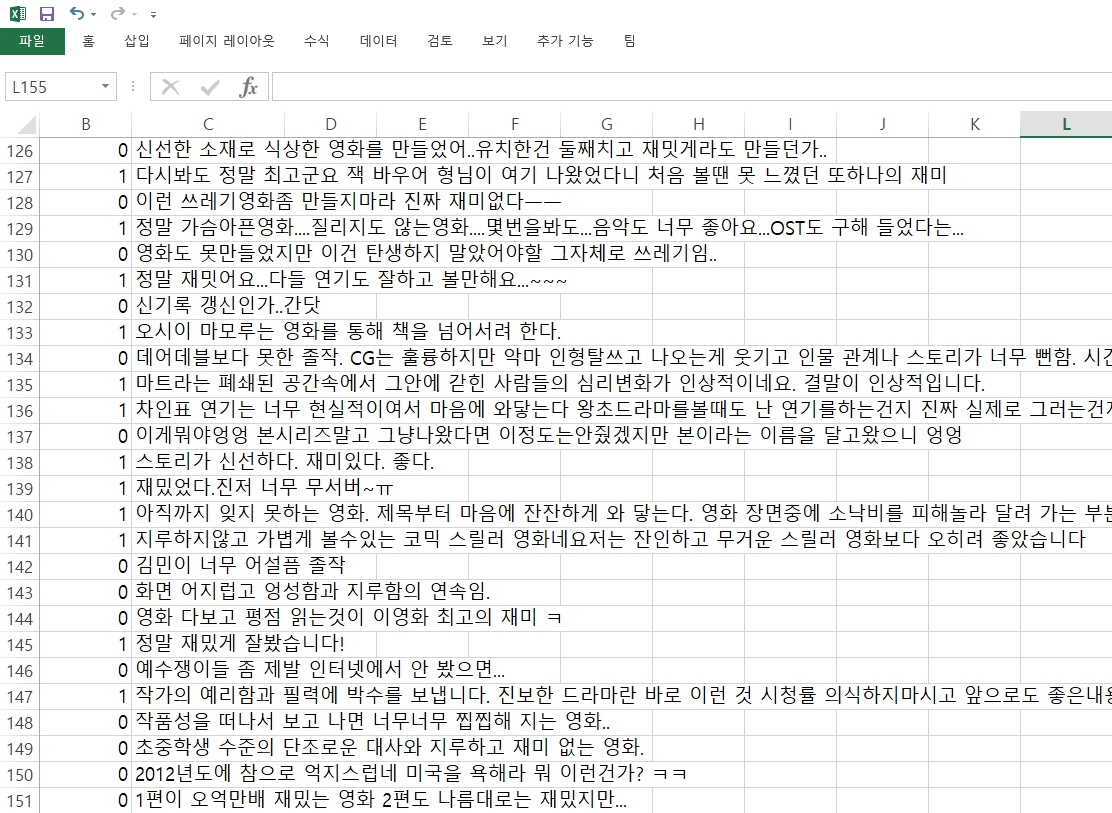 파일 홈 삽입 페이지 레이아웃 수식 데이터 검토 보기 추가 기능 팀
L155 fx
B C D E F G H I J K L
126 0 신선한 소재로 식상한 영화를 만들었어..유치한건 둘째치고 재밋게라도 만들던가..
127 1 다시봐도 정말 최고군요 잭 바우어 형님이 여기 나왔었다니 처음 볼땐 못 느꼈던 또하나의 재미
128 0 이런 쓰레기영화좀 만들지마라 진짜 재미없다ㅡㅡ
129 1 정말 가슴아픈영화....질리지도 않는영화....몇번을봐도...음악도 너무 좋아요...OST도 구해 들었다는...
130 0 영화도 못만들었지만 이건 탄생하지 말았어야할 그자체로 쓰레기임..
131 1 정말 재밋어요...다들 연기도 잘하고 볼만해요...~~~
132 0 신기록 갱신인가..간닷
133 1 오시이 마모루는 영화를 통해 책을 넘어서려 한다.
134 0 데어데블보다 못한 졸작. CG는 훌륭하지만 악마 인형탈쓰고 나오는게 웃기고 인물 관계나 스토리가 너무 뻔함. 시간
135 1 마트라는 폐쇄된 공간속에서 그안에 갇힌 사람들의 심리변화가 인상적이네요. 결말이 인상적입니다.
136 1 차인표 연기는 너무 현실적이여서 마음에 와닿는다 왕초드라마를볼때도 난 연기를하는건지 진짜 실제로 그러는건지
137 0 이게뭐야엉엉 본시리즈말고 그냥나왔다면 이정도는안줬겠지만 본이라는 이름을 달고왔으니 엉엉
138 1 스토리가 신선하다. 재미있다. 좋다.
139 1 재밌었다.진저 너무 무서버~ㅠ
140 1 아직까지 잊지 못하는 영화. 제목부터 마음에 잔잔하게 와 닿는다. 영화 장면중에 소낙비를 피해놀라 달려 가는 부분
141 1 지루하지않고 가볍게 볼수있는 코믹 스릴러 영화네요저는 잔인하고 무거운 스릴러 영화보다 오히려 좋았습니다
142 0 김민이 너무 어설픔 졸작
143 0 화면 어지럽고 엉성함과 지루함의 연속임.
144 0 영화 다보고 평점 읽는것이 이영화 최고의 재미 ㅋ
145 1 정말 재밌게 잘봤습니다!
146 0 예수쟁이들 좀 제발 인터넷에서 안 봤으면...
147 1 작가의 예리함과 필력에 박수를 보냅니다. 진보한 드라마란 바로 이런 것 시청률 의식하지마시고 앞으로도 좋은내용
148 0 작품성을 떠나서 보고 나면 너무너무 찝찝해 지는 영화..
149 0 초중학생 수준의 단조로운 대사와 지루하고 재미 없는 영화.
150 0 2012년도에 참으로 억지스럽네 미국을 욕해라 뭐 이런건가? ㅋㅋ
151 0 1편이 오억만배 재밌는 영화 2편도 나름대로는 재밌지만...